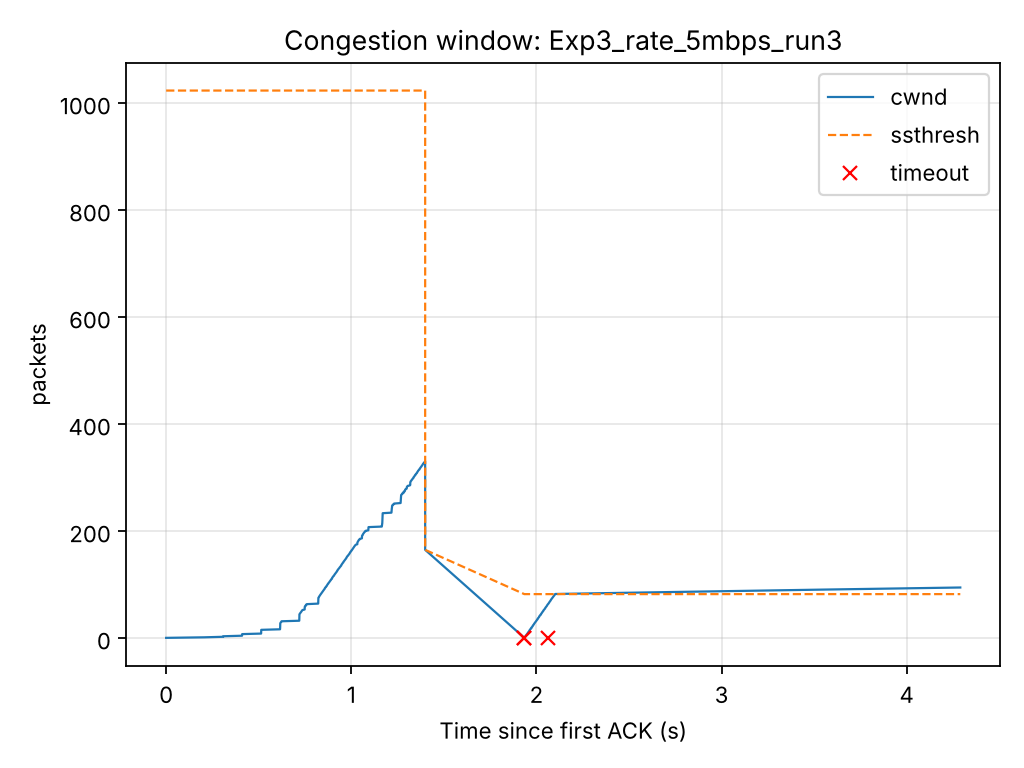 Congestion window: Exp3_rate_5mbps_run3
cwnd
ssthresh
timeout
1000
800
600
400
200
0
packets
0 1 2 3 4
Time since first ACK (s)